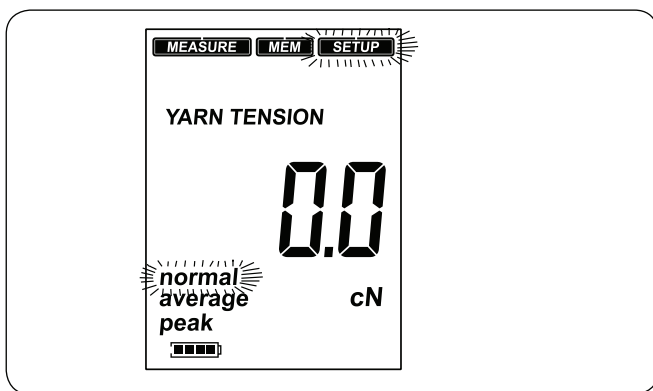 MEASURE MEM SETUP
YARN TENSION
0.0
normal
average cN
peak